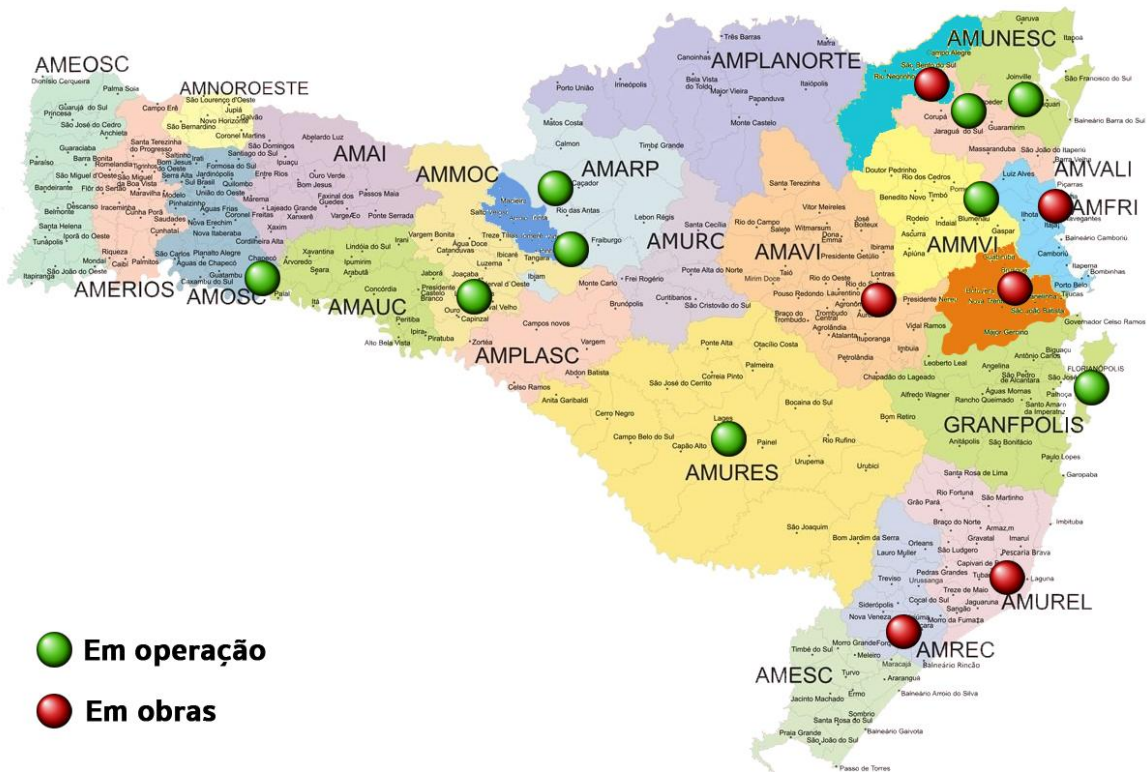 AMEOSC
Dionísio Cerqueira
Palma Sola
AMNOROESTE
Guarujá do Sul
Princesa
São José do Cedro
Anchieta
Campo Erê
São Lourenço d'Oeste
Jupiá
Novo Horizonte
Galvão
São Bernardino
Coronel Martins
Guaraciaba
Barra Bonita
Paraíso
São Miguel d'Oeste
Bandeirante
Descanso
Belmonte
Santa Helena
Tunápolis
Iporã do Oeste
Mondaí
Itapiranga
São João do Oeste
Santa Terezinha
do Progresso
Romelândia
Tigrinhos
São Miguel
da Boa Vista
Flor do Sertão
Maravilha
Iraceminha
Cunha Porã
Riqueza
Caibi
Palmitos
Saltinho
Bom Jesus
do Oeste
Irati
Serra Alta
Sul Brasil
Modelo
Pinhalzinho
Saudades
Cunhataí
São Carlos
AMERIOS
Formosa do Sul
Santiago do Sul
Jardinópolis
Quilombo
União do Oeste
Águas Frias
Coronel Freitas
Nova Erechim
Nova Itaberaba
Cordilheira Alta
Planalto Alegre
Águas de Chapecó
Chapecó
Guatambu
Caxambu do Sul
Paial
AMOSC
São Domingos
Abelardo Luz
Ipuaçu
AMAI
Entre Rios
Ouro Verde
Bom Jesus
Passos Maia
Marema
Lajeado Grande
Faxinal dos
Guedes
Xanxerê
Vargeão
Ponte Serrada
Xaxim
Xavantina
Lindóia do Sul
Irani
Arvoredo
Ipumirim
Seara
Arabutã
Concórdia
Itá
AMAUC
Jaborá
Presidente
Castelo
Branco
Peritiba
Ipira
Piratuba
Alto Bela Vista
AMMOC
Vargem Bonita
Água Doce
Catanduvas
Salto Veloso
Macieira
Ibicaré
Joaçaba
Luzerna
Ouro
Capinzal
Zortéa
Tangará
Ibiam
AMARP
Matos Costa
Calmon
Timbó Grande
Caçador
Rio das Antas
Lebon Régis
Fraiburgo
Monte Carlo
AMPLASC
Campos novos
Brunópolis
Vargem
Abdon Batista
Celso Ramos
AMURC
Santa Cecília
Ponte Alta do Norte
Frei Rogério
Curitibanos
São Cristovão do Sul
AMPLANORTE
Três Barras
Canoinhas
Mafra
Porto União
Irineópolis
Bela Vista
do Toldo
Major Vieira
Itaiópolis
Papanduva
Monte Castelo
AMUNESC
Garuva
Itapoá
Campo Alegre
São Bento do Sul
Rio Negrinho
Joinville
São Francisco do Sul
Araquari
Balneário Barra do Sul
Corupá
Jaraguá do Sul
Guaramirim
Massaranduba
São João do Itaperiú
Barra Velha
AMVALI
AMFRI
Luiz Alves
Piçarras
Navegantes
Ilhota
Itajaí
Balneário Camboriú
Camboriú
Itapema
Bombinhas
Porto Belo
Tijucas
Doutor Pedrinho
Rio dos Cedros
Benedito Novo
Timbó
Rodeio
Indaial
Blumenau
Ascurra
Gaspar
Apiúna
AMMVI
Guabiruba
São João Batista
Major Gercino
AMAVI
Santa Terezinha
Rio do Campo
Vitor Meireles
Salete
Witmarsum
Dona
Emma
José
Boiteux
Ibirama
Presidente Getúlio
Taió
Mirim Doce
Rio do Oeste
Lontras
Pouso Redondo
Laurentino
Presidente Nereu
Braço do
Trombudo
Trombudo
Central
Agrolândia
Atalanta
Ituporanga
Vidal Ramos
Imbuia
Petrolândia
Chapadão do Lageado
Leoberto Leal
Governador Celso Ramos
Biguaçu
Antônio Carlos
FLORIANÓPOLIS
Angelina
São Pedro
de Alcantara
São José
Palhoça
Águas Mornas
Alfredo Wagner
Rancho Queimado
Santo Amaro
da Imperatriz
GRANFPOLIS
Anitápolis
São Bonifácio
Paulo Lopes
Garopaba
AMURES
Ponte Alta
Otacílio Costa
Correia Pinto
Palmeira
São José do Cerrito
Anita Garibaldi
Cerro Negro
Bocaina do Sul
Bom Retiro
Lages
Campo Belo do Sul
Capão Alto
Painel
Rio Rufino
Urupema
Urubici
São Joaquim
Bom Jardim da Serra
Santa Rosa de Lima
Rio Fortuna
São Martinho
Grão Pará
Imbituba
Braço do Norte
Armaz,m
Gravatal
Imaruí
São Ludgero
Pescaria Brava
Pedras Grandes
Laguna
Treze de Maio
Jaguaruna
Sangão
AMUREL
Orleans
Lauro Muller
Treviso
Urussanga
Siderópolis
Cocal do Sul
Nova Veneza
Morro da Fumaça
AMREC
Balneário Rincão
Timbé do Sul
Morro Grande
Meleiro
Maracajá
AMESC
Turvo
Ararangua
Jacinto Machado
Ermo
Balneário Arroio do Silva
Sombrio
Santa Rosa do Sul
Praia Grande
São João do Sul
Balneário Gaivota
Passo de Torres
Em operação
Em obras